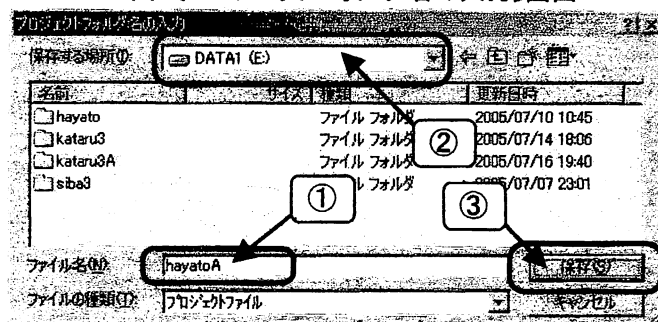 プロジェクトフォルダ名の入力 ? ×
保存する場所(I): DATA1 (E:)
名前 サイズ 種類 更新日時
hayato ファイル フォルダ 2005/07/10 10:45
kataru3 ファイル フォルダ 2005/07/14 18:06
kataru3A ファイル フォルダ 2005/07/16 19:40
siba3 ル フォルダ 2005/07/07 23:01
②
①
③
ファイル名(N): hayatoA 保存(S)
ファイルの種類(T): プロジェクトファイル キャンセル